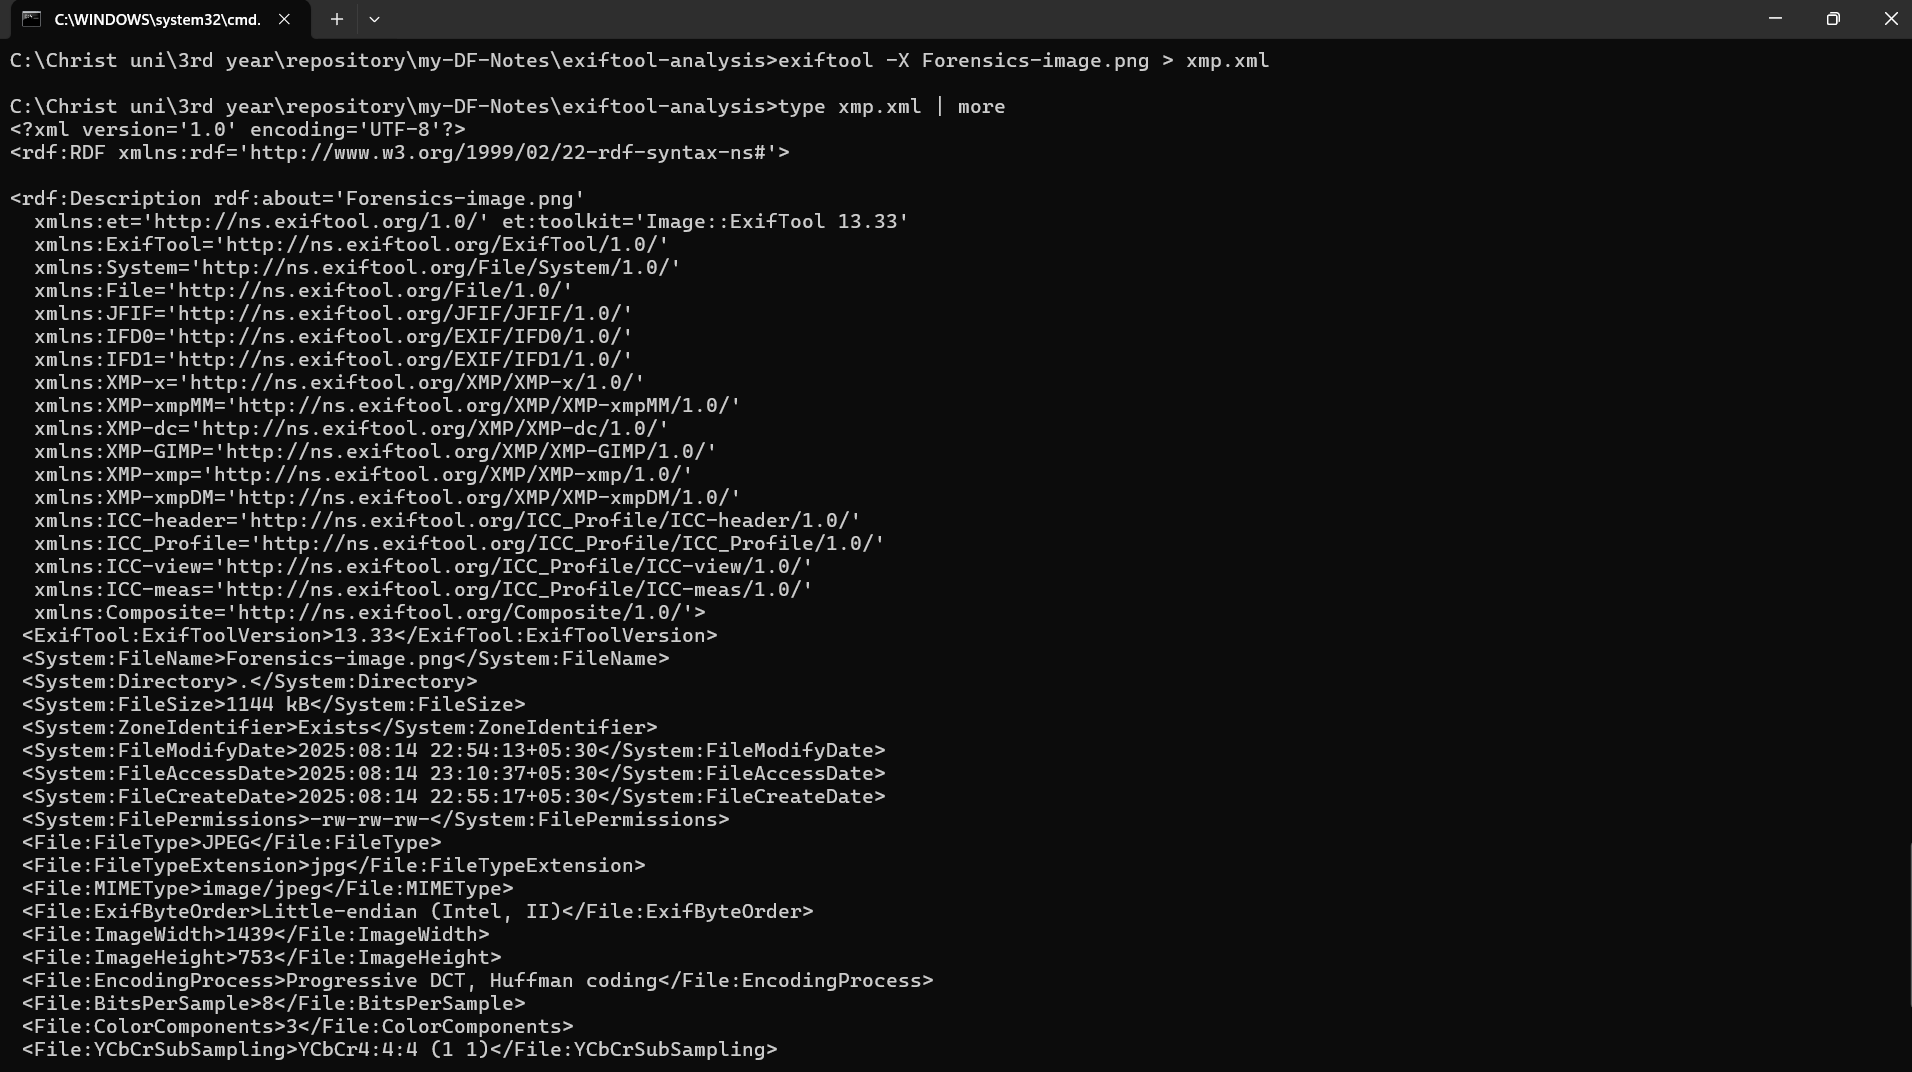 C:\WINDOWS\system32\cmd.
C:\Christ uni\3rd year\repository\my-DF-Notes\exiftool-analysis>exiftool -X Forensics-image.png > xmp.xml
C:\Christ uni\3rd year\repository\my-DF-Notes\exiftool-analysis>type xmp.xml | more
<?xml version='1.0' encoding='UTF-8'?>
<rdf:RDF xmlns:rdf='http://www.w3.org/1999/02/22-rdf-syntax-ns#'>
<rdf:Description rdf:about='Forensics-image.png'
xmlns:et='http://ns.exiftool.org/1.0/' et:toolkit='Image::ExifTool 13.33'
xmlns:ExifTool='http://ns.exiftool.org/ExifTool/1.0/'
xmlns:System='http://ns.exiftool.org/File/System/1.0/'
xmlns:File='http://ns.exiftool.org/File/1.0/'
xmlns:JFIF='http://ns.exiftool.org/JFIF/JFIF/1.0/'
xmlns:IFD0='http://ns.exiftool.org/EXIF/IFD0/1.0/'
xmlns:IFD1='http://ns.exiftool.org/EXIF/IFD1/1.0/'
xmlns:XMP-x='http://ns.exiftool.org/XMP/XMP-x/1.0/'
xmlns:XMP-xmpMM='http://ns.exiftool.org/XMP/XMP-xmpMM/1.0/'
xmlns:XMP-dc='http://ns.exiftool.org/XMP/XMP-dc/1.0/'
xmlns:XMP-GIMP='http://ns.exiftool.org/XMP/XMP-GIMP/1.0/'
xmlns:XMP-xmp='http://ns.exiftool.org/XMP/XMP-xmp/1.0/'
xmlns:XMP-xmpDM='http://ns.exiftool.org/XMP/XMP-xmpDM/1.0/'
xmlns:ICC-header='http://ns.exiftool.org/ICC_Profile/ICC-header/1.0/'
xmlns:ICC_Profile='http://ns.exiftool.org/ICC_Profile/ICC_Profile/1.0/'
xmlns:ICC-view='http://ns.exiftool.org/ICC_Profile/ICC-view/1.0/'
xmlns:ICC-meas='http://ns.exiftool.org/ICC_Profile/ICC-meas/1.0/'
xmlns:Composite='http://ns.exiftool.org/Composite/1.0/'>
<ExifTool:ExifToolVersion>13.33</ExifTool:ExifToolVersion>
<System:FileName>Forensics-image.png</System:FileName>
<System:Directory>.</System:Directory>
<System:FileSize>1144 kB</System:FileSize>
<System:ZoneIdentifier>Exists</System:ZoneIdentifier>
<System:FileModifyDate>2025:08:14 22:54:13+05:30</System:FileModifyDate>
<System:FileAccessDate>2025:08:14 23:10:37+05:30</System:FileAccessDate>
<System:FileCreateDate>2025:08:14 22:55:17+05:30</System:FileCreateDate>
<System:FilePermissions>-rw-rw-rw-</System:FilePermissions>
<File:FileType>JPEG</File:FileType>
<File:FileTypeExtension>jpg</File:FileTypeExtension>
<File:MIMEType>image/jpeg</File:MIMEType>
<File:ExifByteOrder>Little-endian (Intel, II)</File:ExifByteOrder>
<File:ImageWidth>1439</File:ImageWidth>
<File:ImageHeight>753</File:ImageHeight>
<File:EncodingProcess>Progressive DCT, Huffman coding</File:EncodingProcess>
<File:BitsPerSample>8</File:BitsPerSample>
<File:ColorComponents>3</File:ColorComponents>
<File:YCbCrSubSampling>YCbCr4:4:4 (1 1)</File:YCbCrSubSampling>